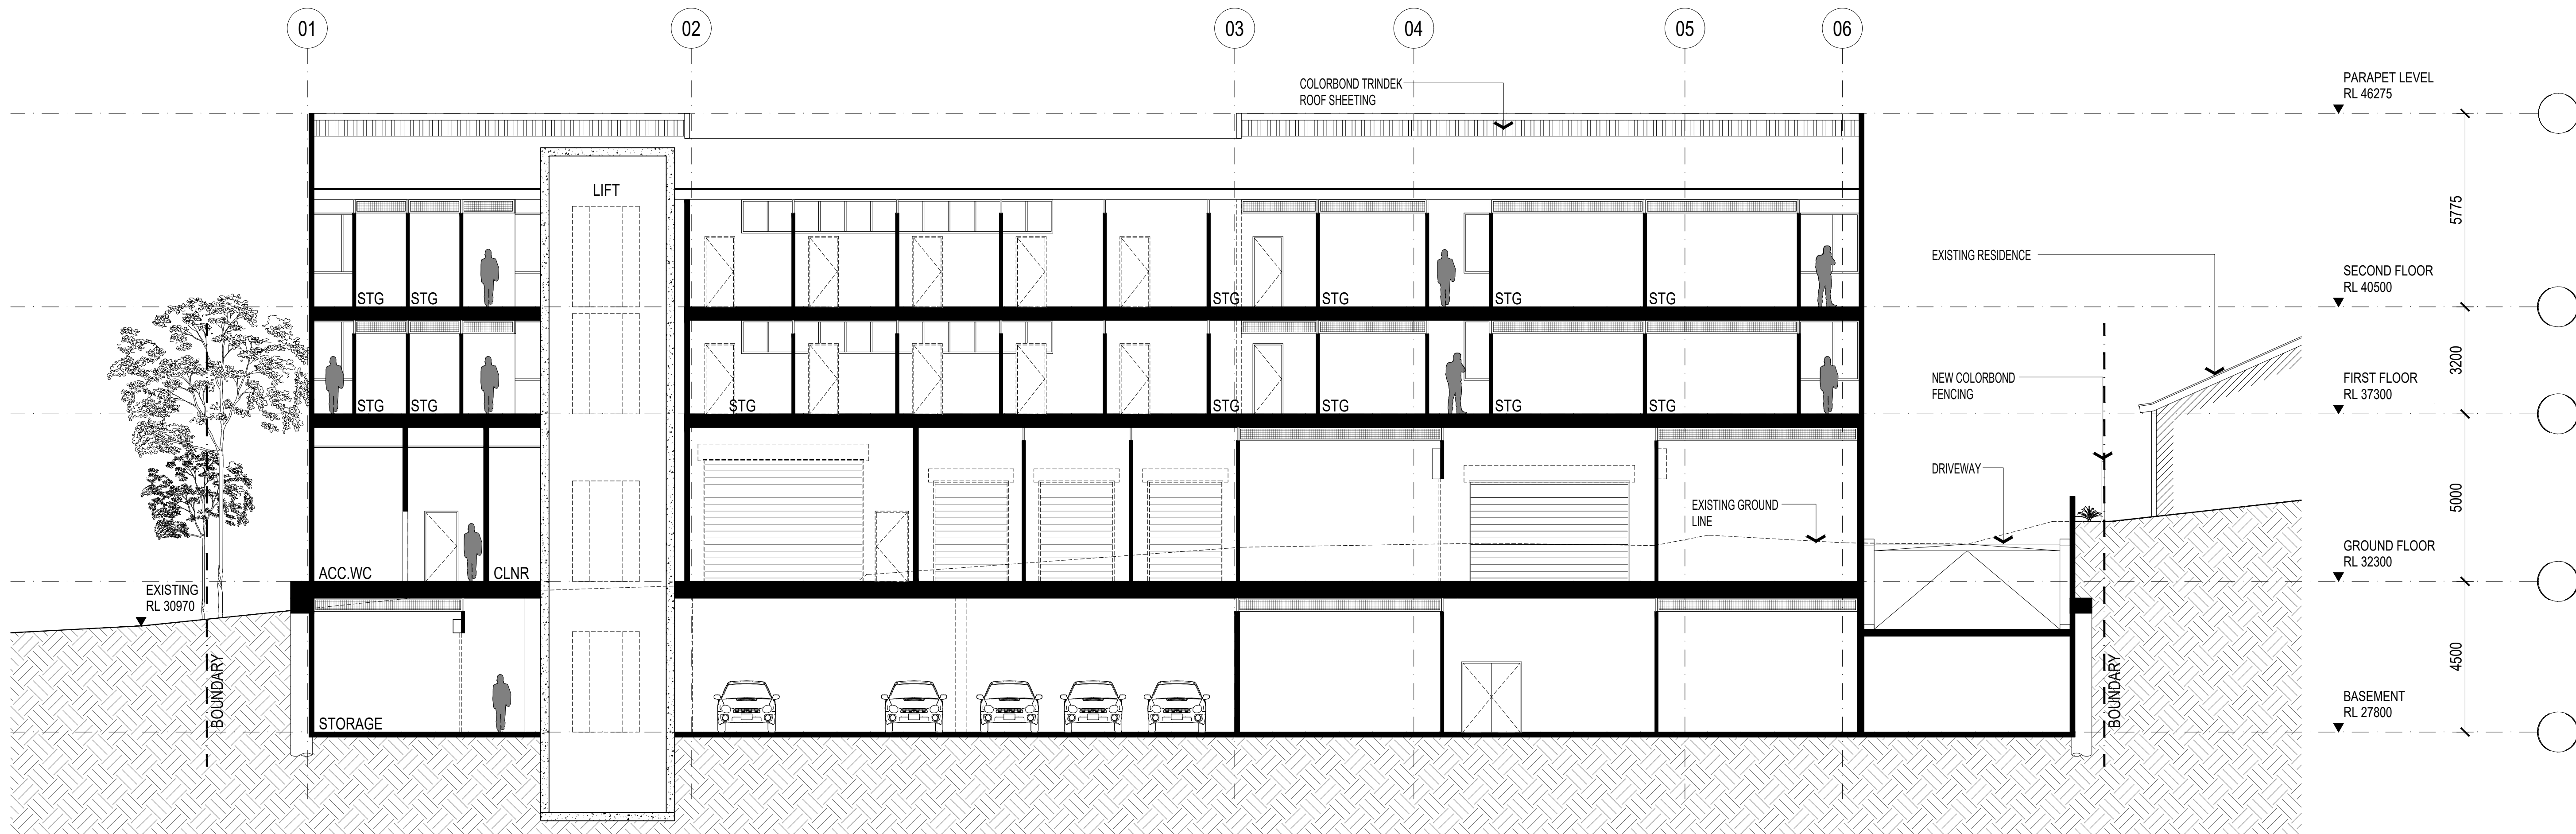 01
02
03
04
05
06
COLORBOND TRINDEK
ROOF SHEETING
PARAPET LEVEL
RL 46275
LIFT
5775
EXISTING RESIDENCE
SECOND FLOOR
RL 40500
STG
STG
STG
STG
STG
STG
3200
NEW COLORBOND
FENCING
FIRST FLOOR
RL 37300
STG
STG
STG
STG
STG
STG
STG
DRIVEWAY
5000
EXISTING GROUND
LINE
GROUND FLOOR
RL 32300
ACC.WC
CLNR
EXISTING
RL 30970
4500
BOUNDARY
BOUNDARY
BASEMENT
RL 27800
STORAGE